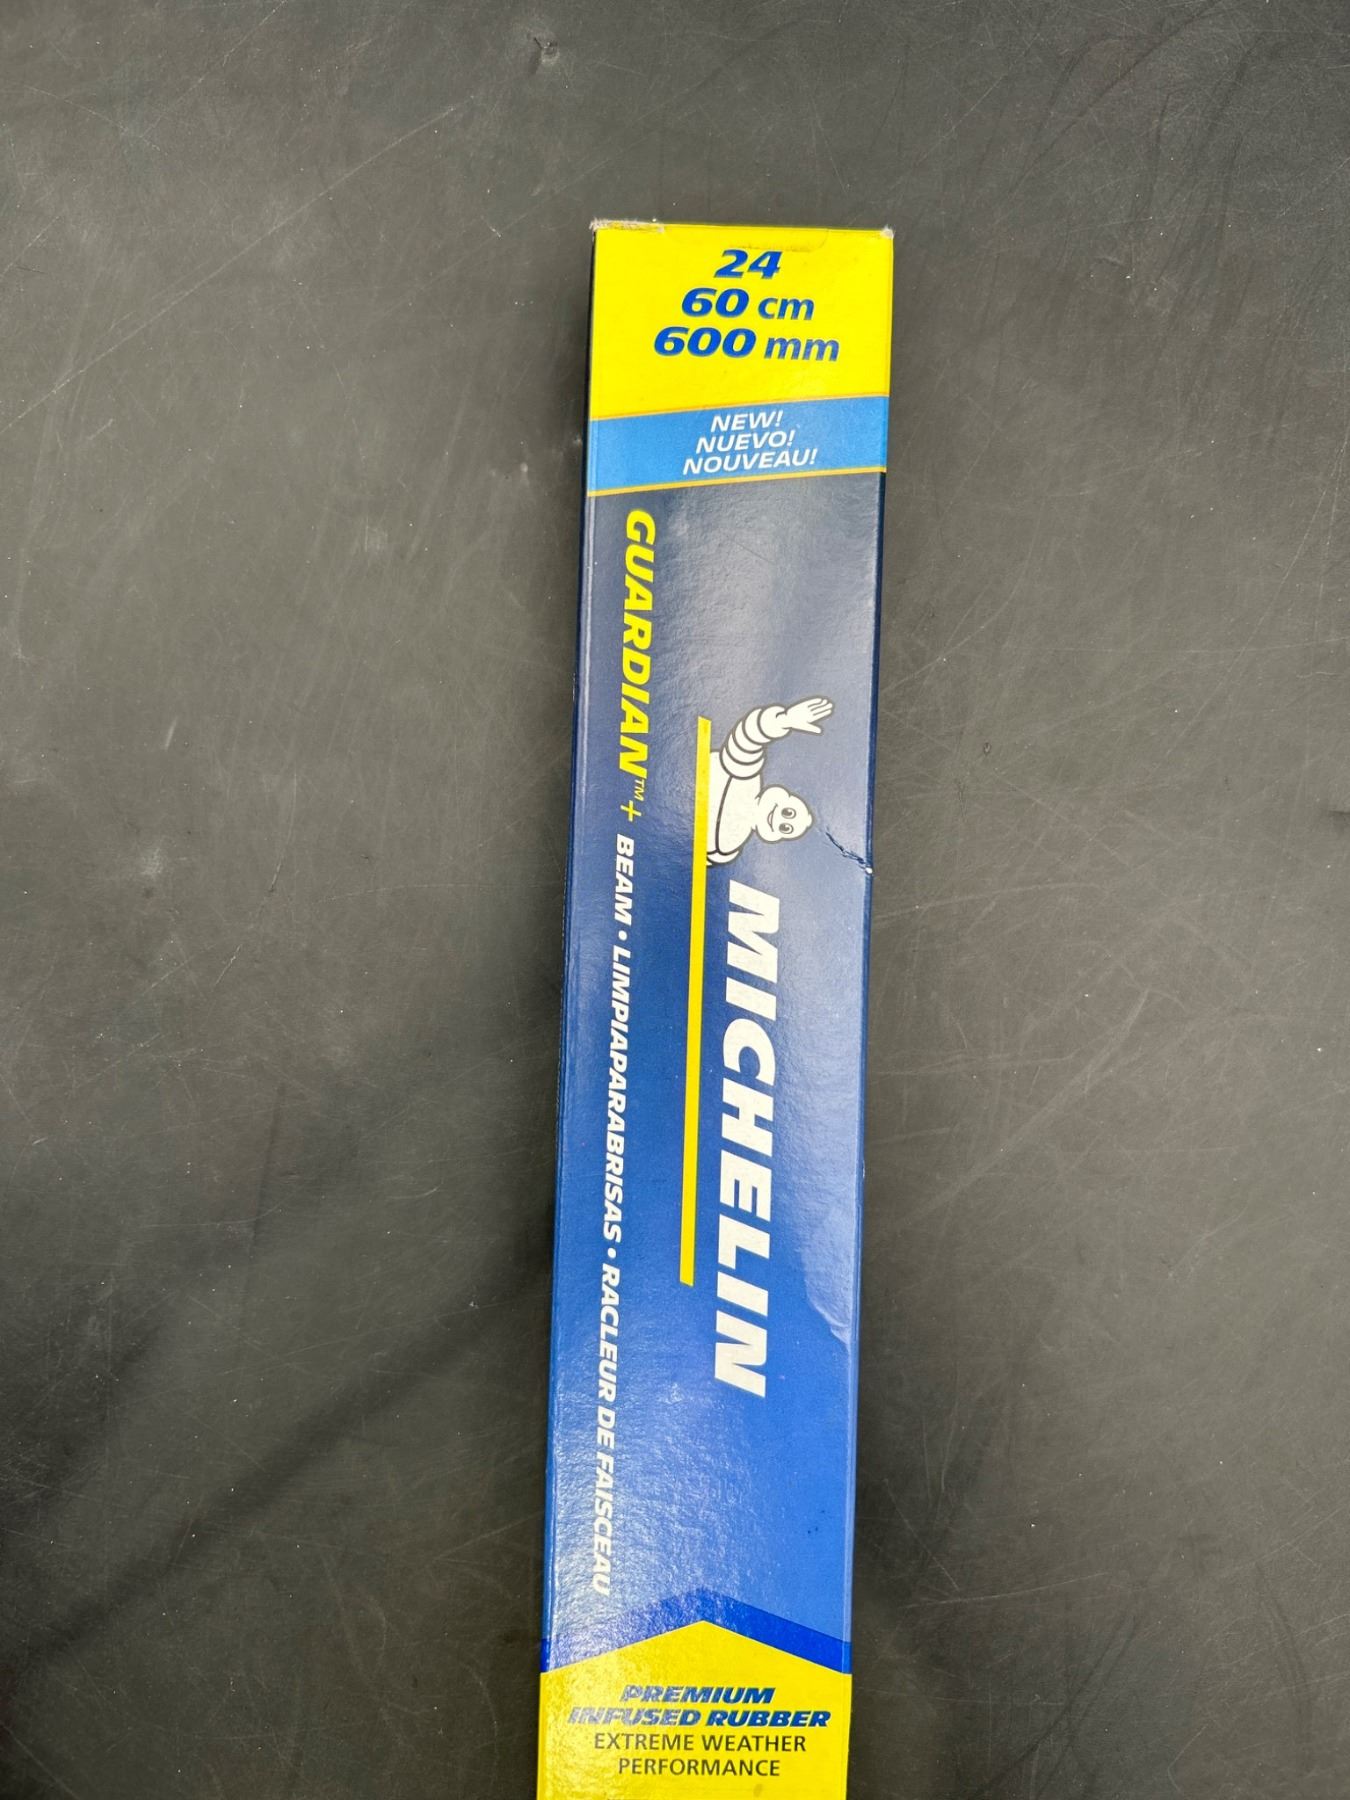 24
60 cm
600 mm
NEW!
NUEVO!
NOUVEAU!
MICHELIN
GUARDIAN™+ BEAM • LIMPIAPARABRISAS • RACLEUR DE FAISCEAU
PREMIUM
INFUSED RUBBER
EXTREME WEATHER
PERFORMANCE